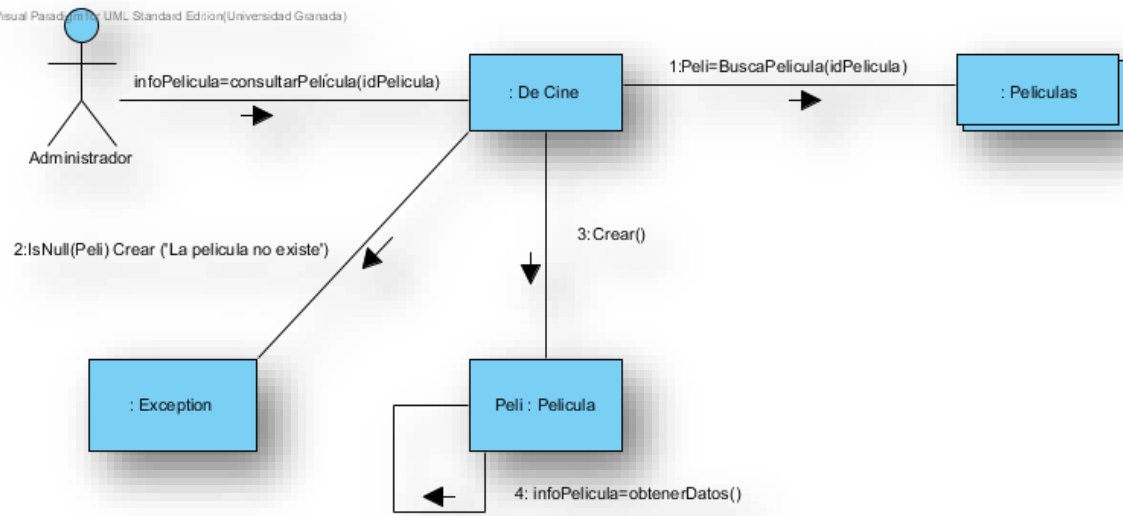 Visual Paradigm for UML Standard Edition(Universidad Granada)
infoPelicula=consultarPelícula(idPelicula)
1:Peli=BuscaPelicula(idPelicula)
: De Cine
: Peliculas
Administrador
2:IsNull(Peli) Crear ("La pelicula no existe")
3:Crear()
: Exception
Peli : Pelicula
4: infoPelicula=obtenerDatos()